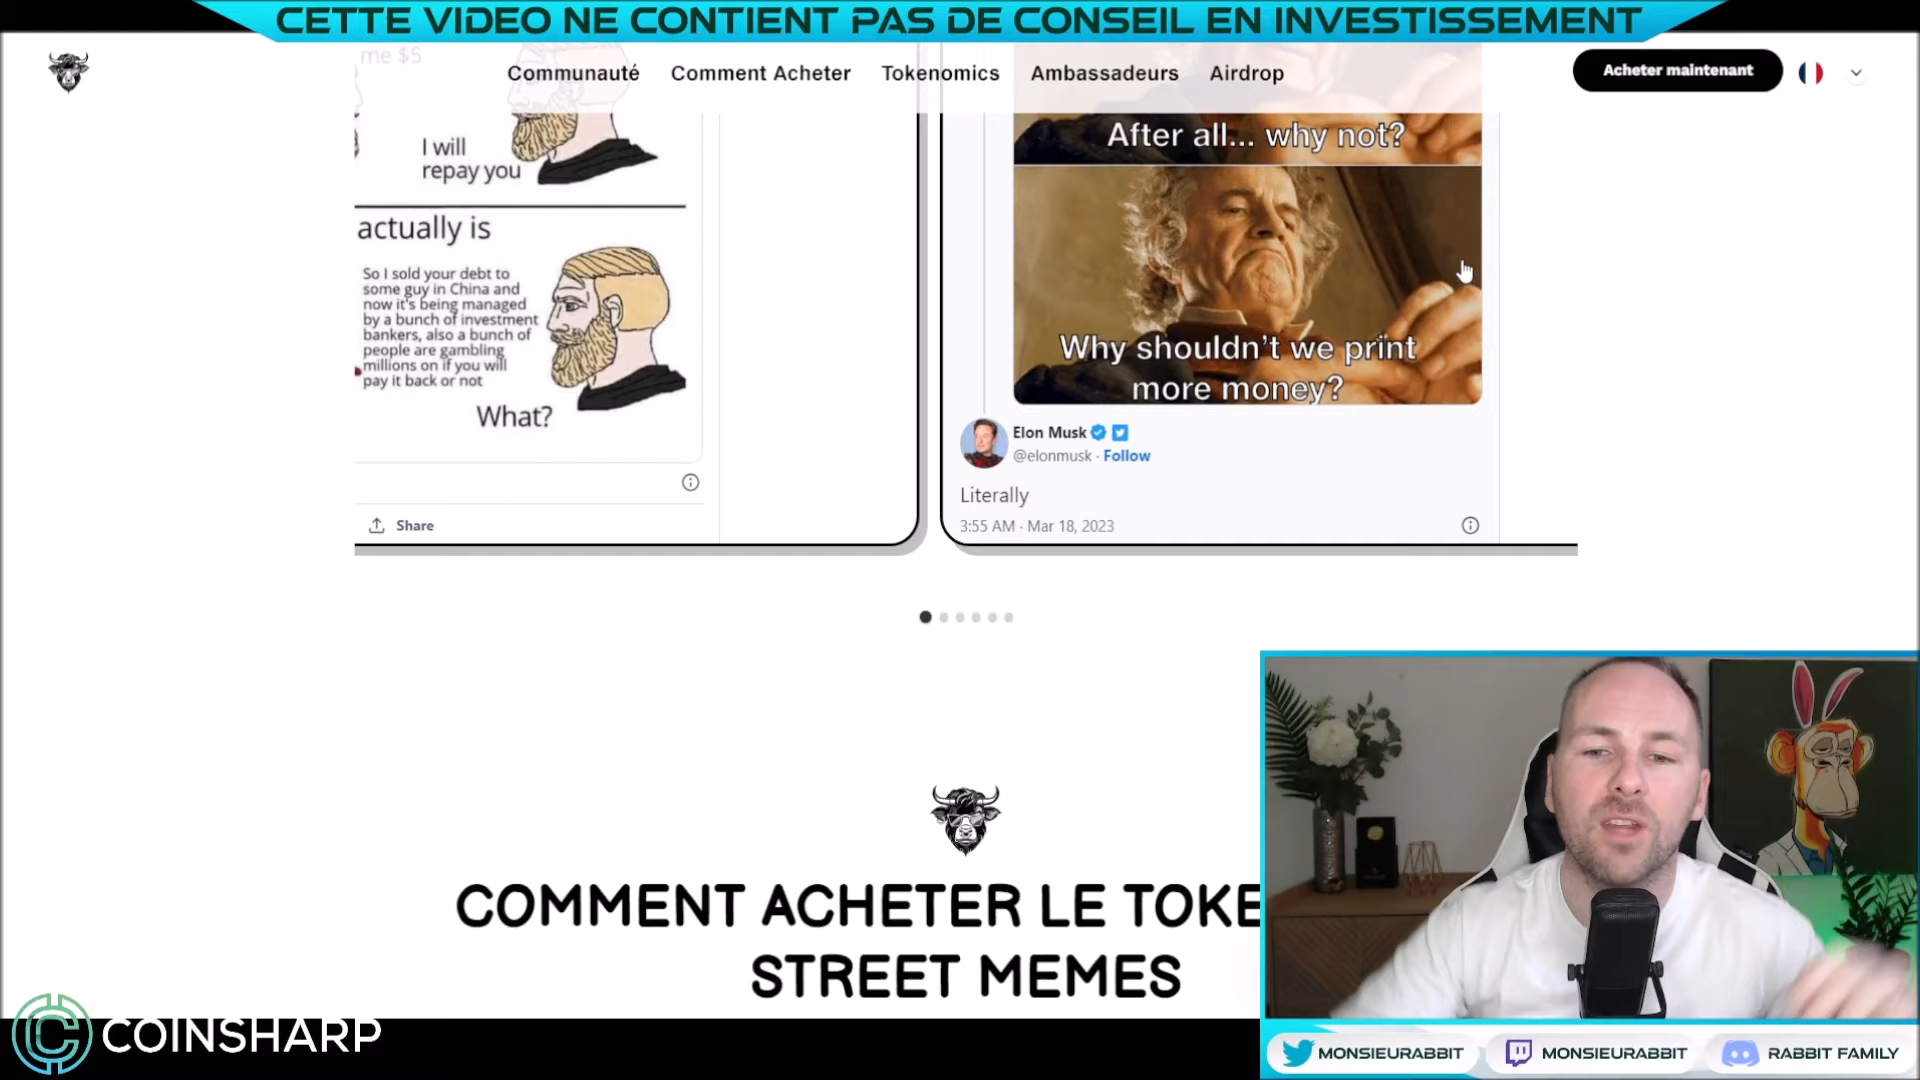 CETTE VIDEO NE CONTIENT PAS DE CONSEIL EN INVESTISSEMENT
me $5
Communauté
Comment Acheter
Tokenomics
Ambassadeurs
Airdrop
Acheter maintenant
I will
repay you
After all... why not?
actually is
So I sold your debt to
some guy in China and
now it's being managed
by a bunch of investment
bankers, also a bunch of
people are gambling
millions on if you will
pay it back or not
What?
Why shouldn't we print
more money?
Elon Musk
@elonmusk · Follow
Literally
3:55 AM · Mar 18, 2023
Share
COMMENT ACHETER LE TOKE
STREET MEMES
COINSHARP
MONSIEURABBIT
MONSIEURABBIT
RABBIT FAMILY